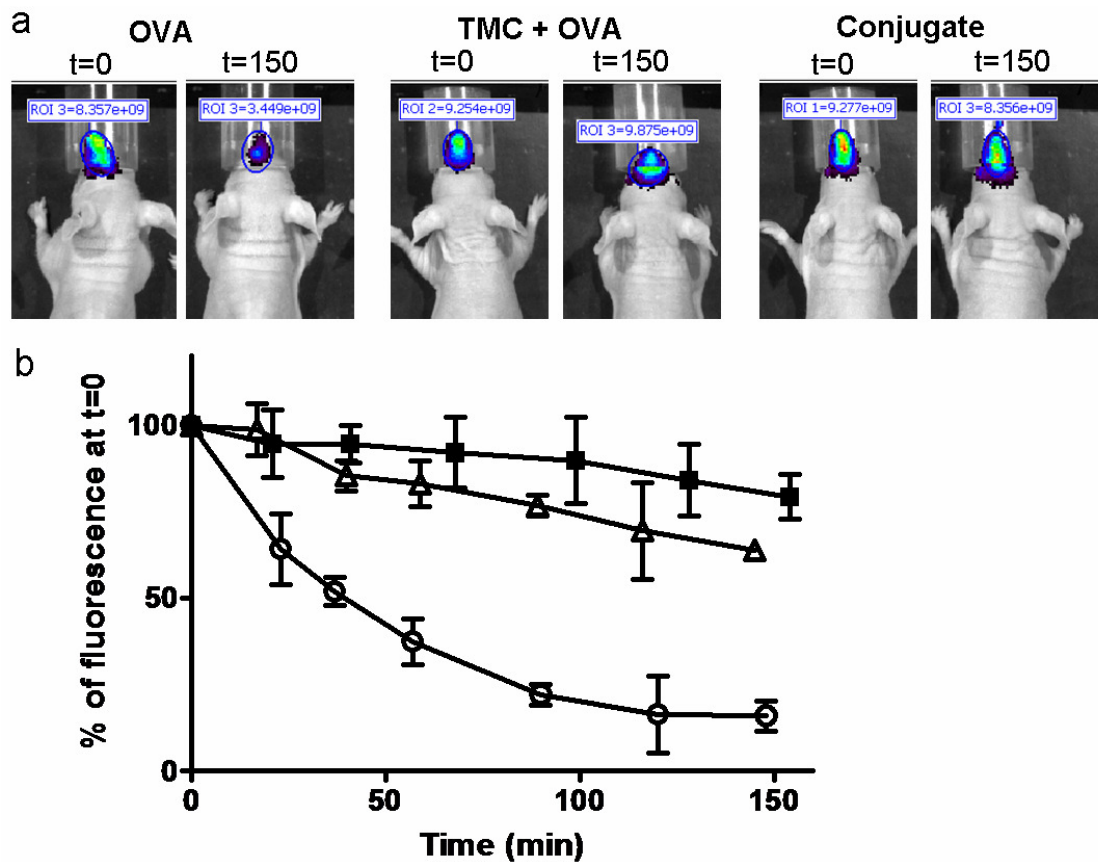 a
OVA TMC + OVA Conjugate
t=0 t=150 t=0 t=150 t=0 t=150
ROI 3=8.357e+09
ROI 3=3.449e+09
ROI 2=9.254e+09
ROI 3=9.875e+09
ROI 1=9.277e+09
ROI 3=8.356e+09
b
% of fluorescence at t=0
100
50
0
0 50 100 150
Time (min)